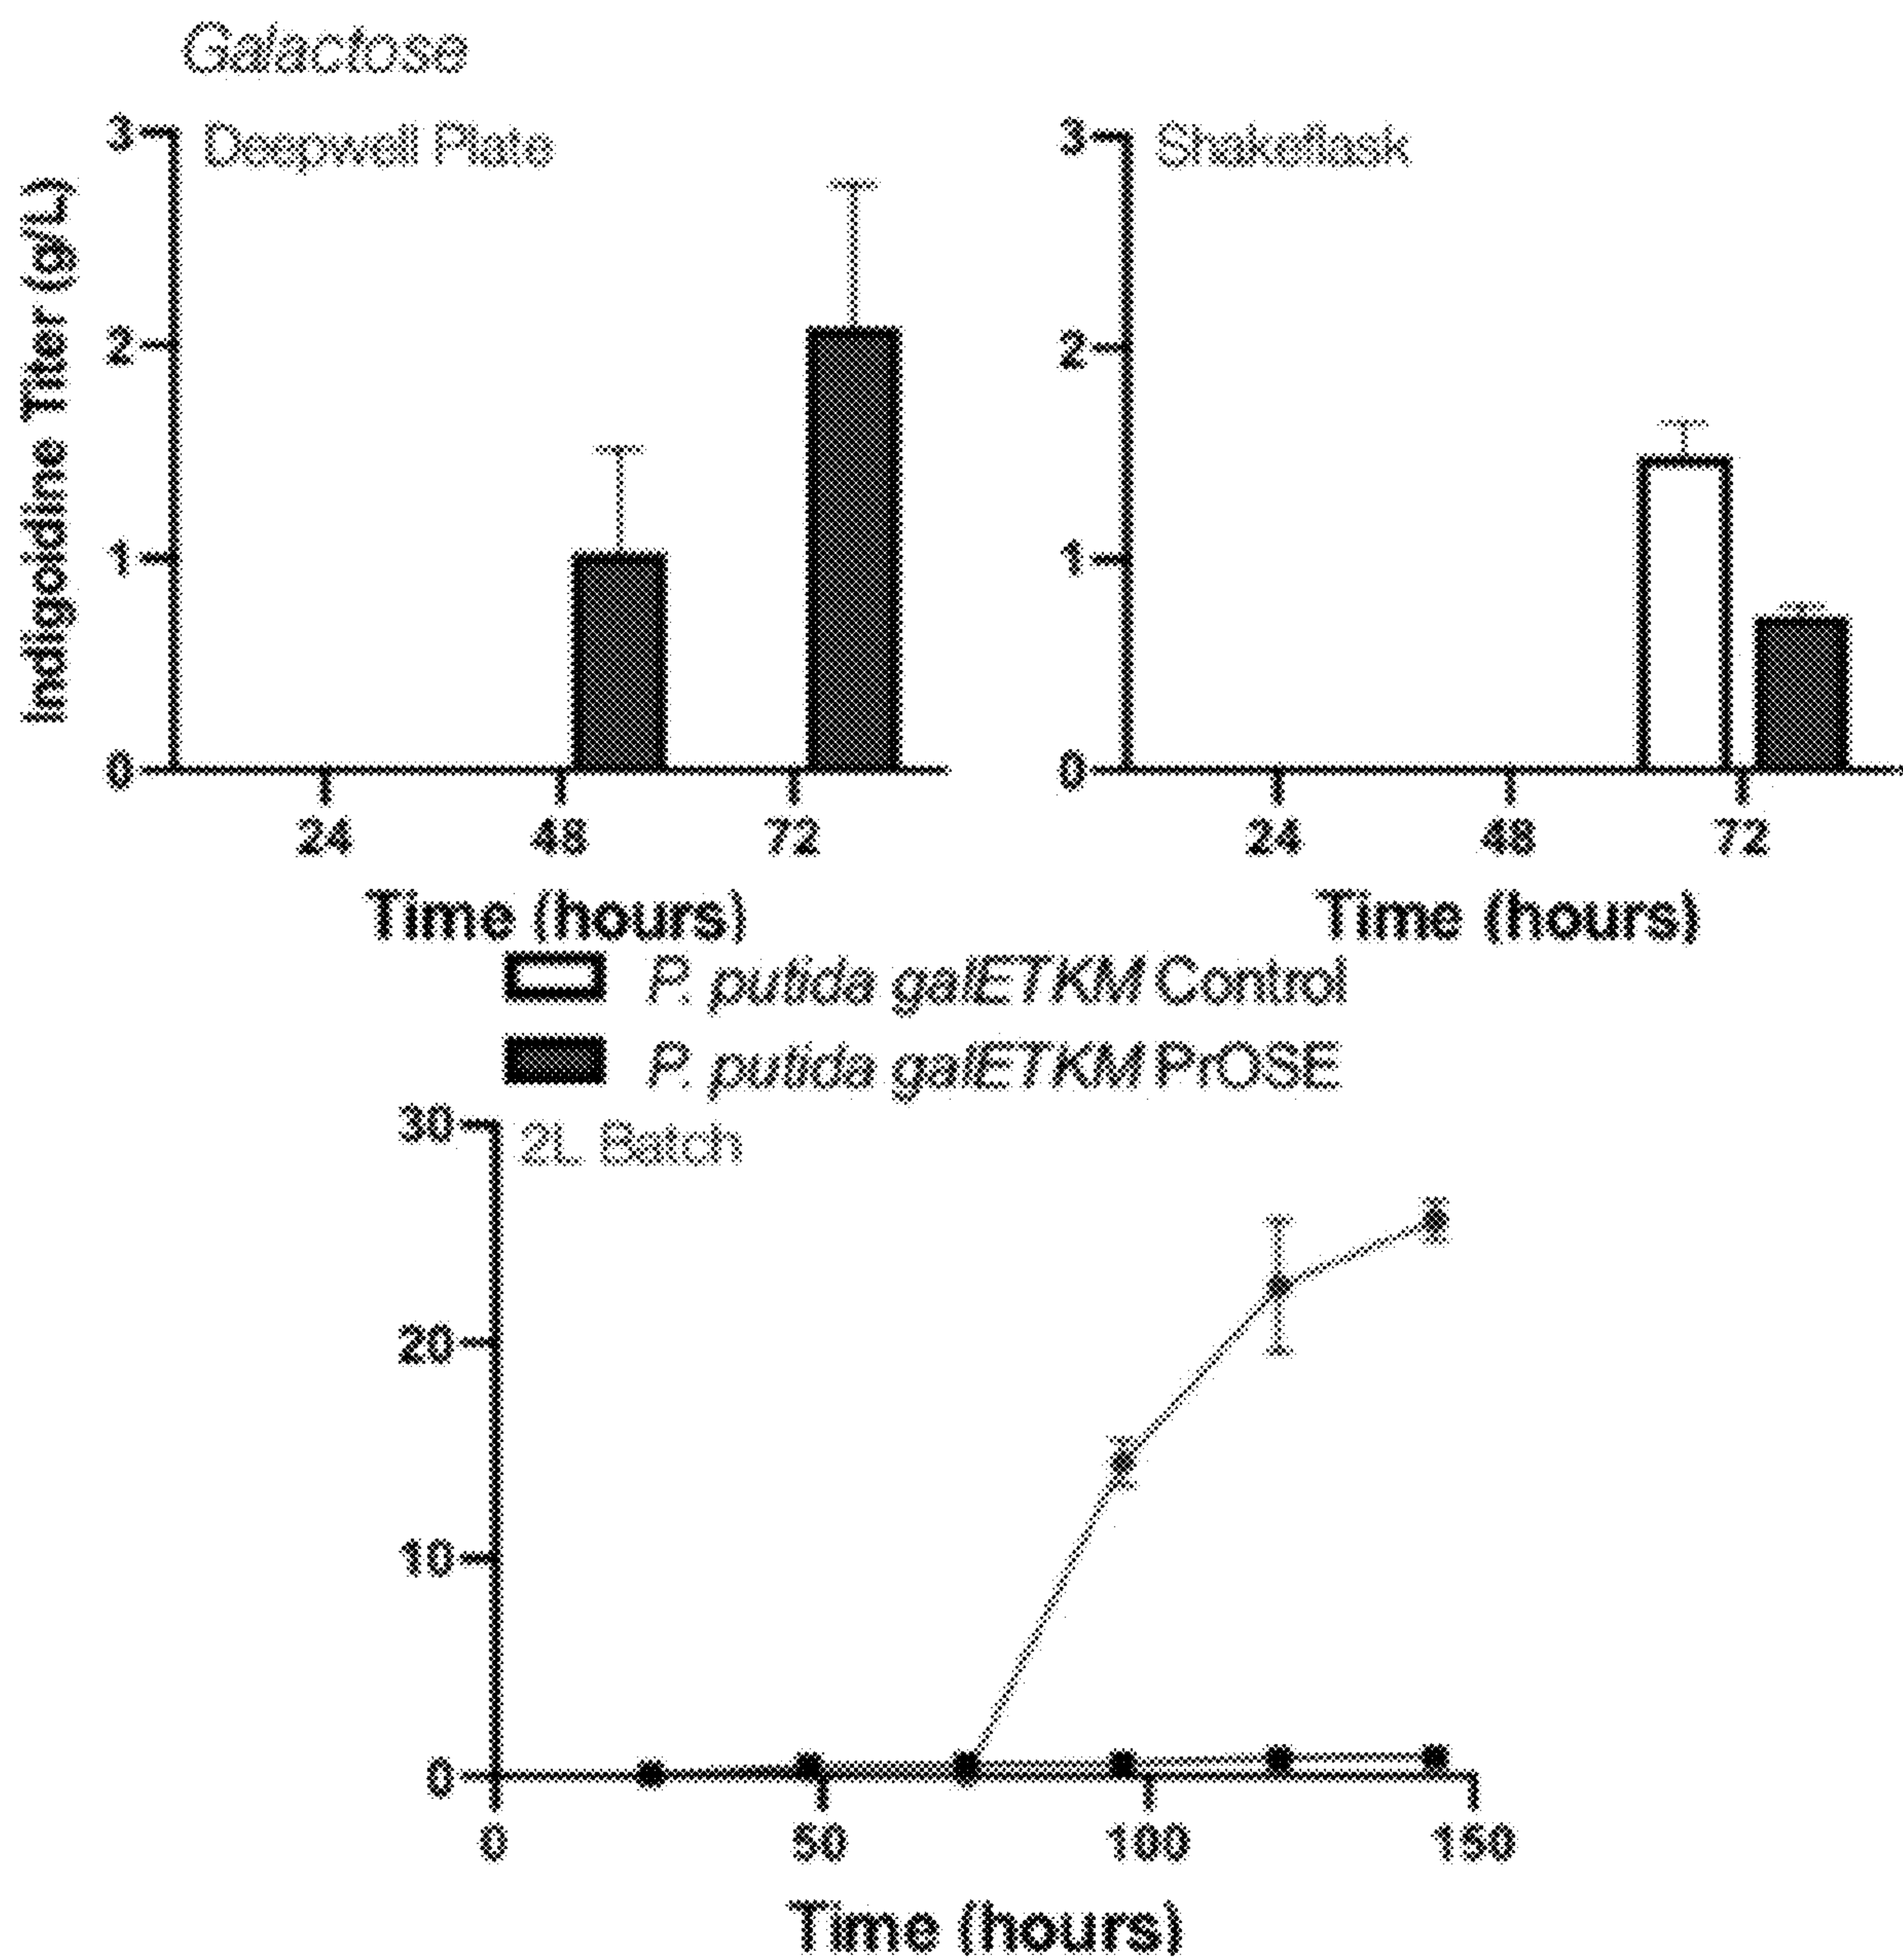 Galactose
Deepwell Plate
Shakeflask
Indigoidine Titer (g/L)
3
2
1
0
24 48 72
Time (hours)
3
2
1
0
24 48 72
Time (hours)
P. putida galETKM Control
P. putida galETKM PrOSE
2L Batch
30
20
10
0
0 50 100 150
Time (hours)